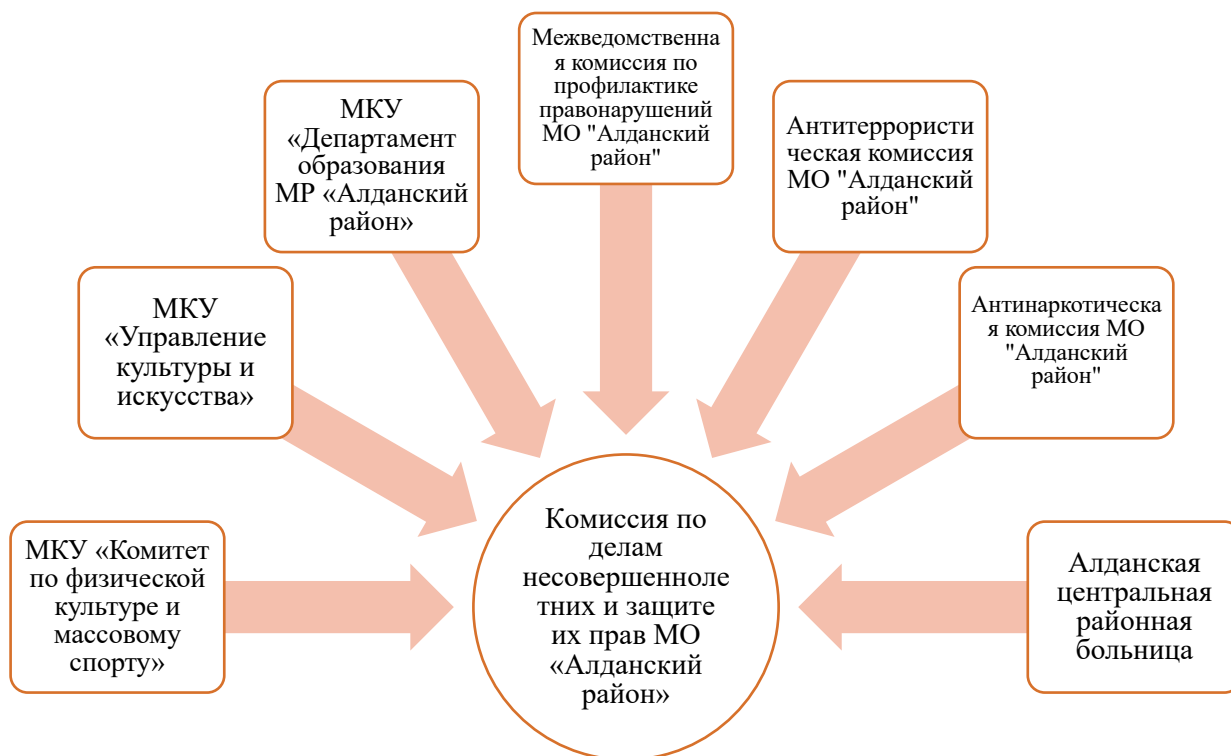 Межведомственна
я комиссия по
профилактике
правонарушений
МО "Алданский
район"
МКУ
«Департамент
образования
МР «Алданский
район»
Антитеррористи
ческая комиссия
МО "Алданский
район"
МКУ
«Управление
культуры и
искусства»
Антинаркотическа
я комиссия МО
"Алданский
район"
МКУ «Комитет
по физической
культуре и
массовому
спорту»
Комиссия по
делам
несовершенноле
тних и защите
их прав МО
«Алданский
район»
Алданская
центральная
районная
больница